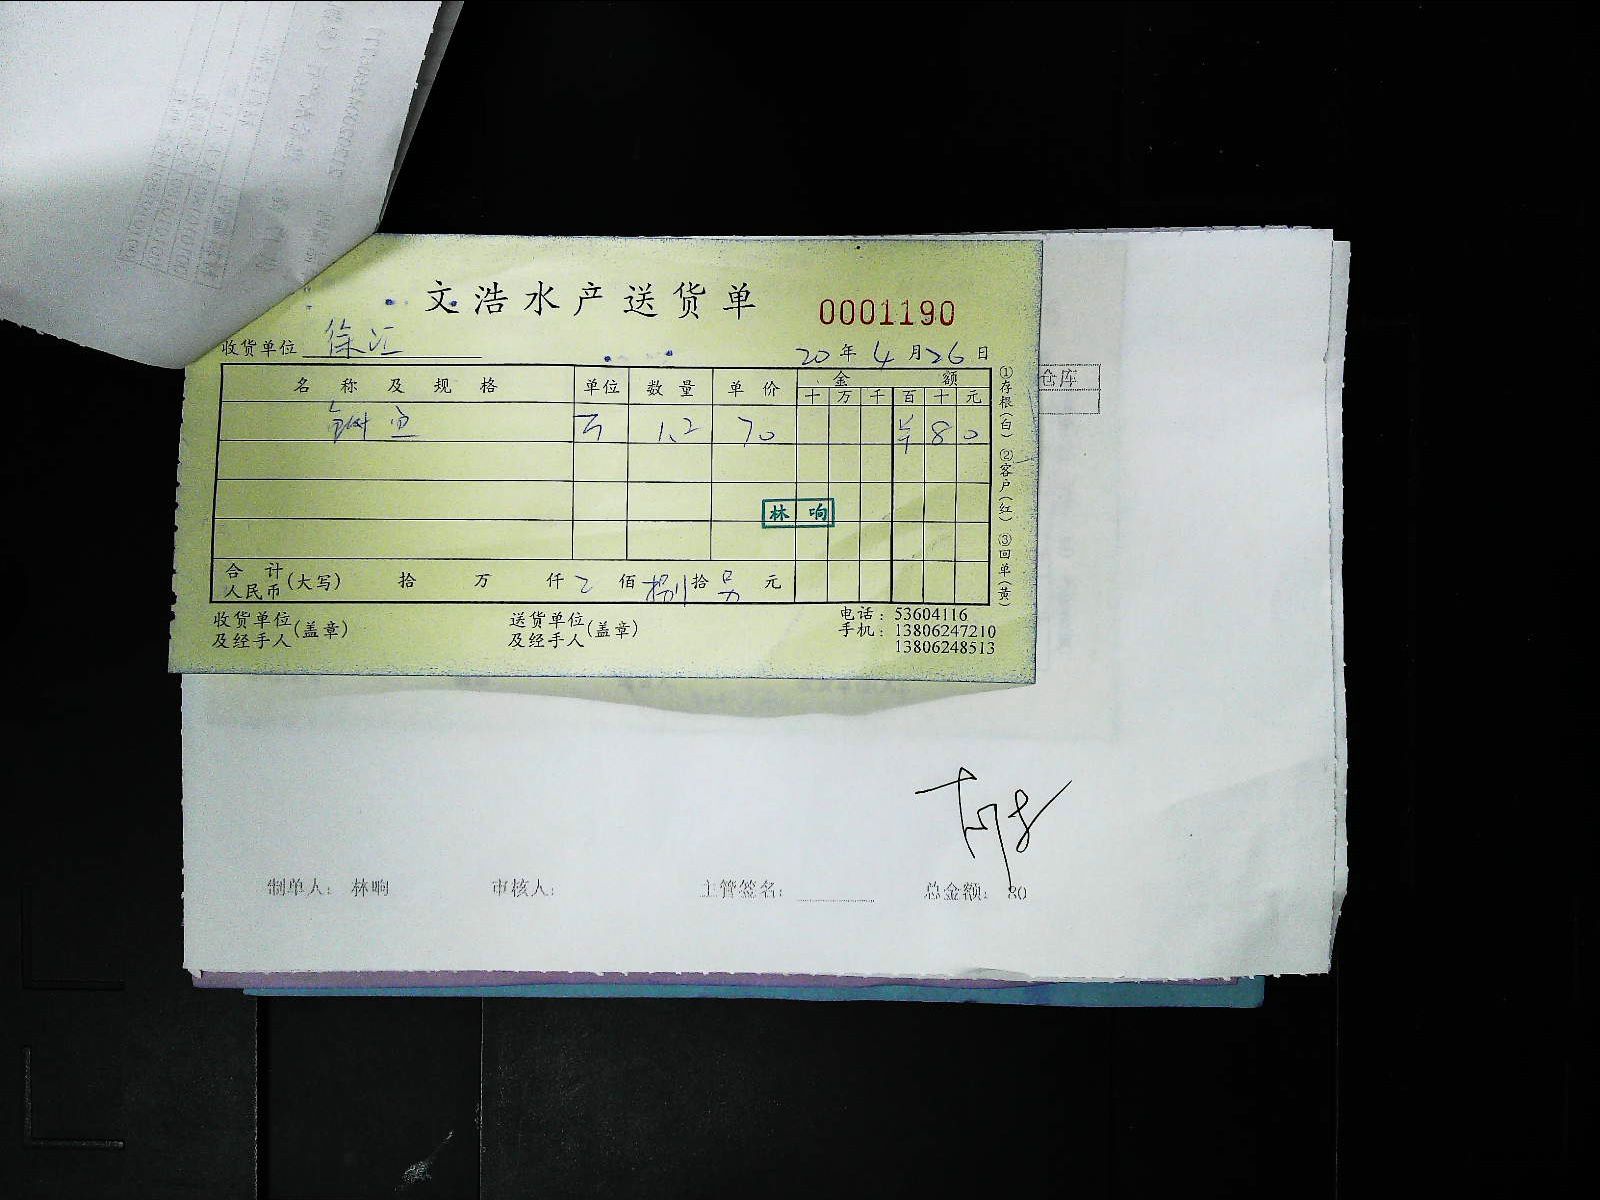 文浩水产送货单
0001190
收货单位 徐汇
20年4月26日
名称及规格 单位 数量 单价 金额
十 万 千 百 十 元
鱼 1.2 70 ¥ 8 0
林响
合计人民币(大写) 拾 万 仟 佰 捌拾 另元
收货单位及经手人(盖章)
送货单位及经手人(盖章)
电话：53604116
手机：13806247210
13806248513
①存根(白) ②客户(红) ③回单(黄)
仓库
制单人： 林响 审核人： 主管签名： 总金额： 80